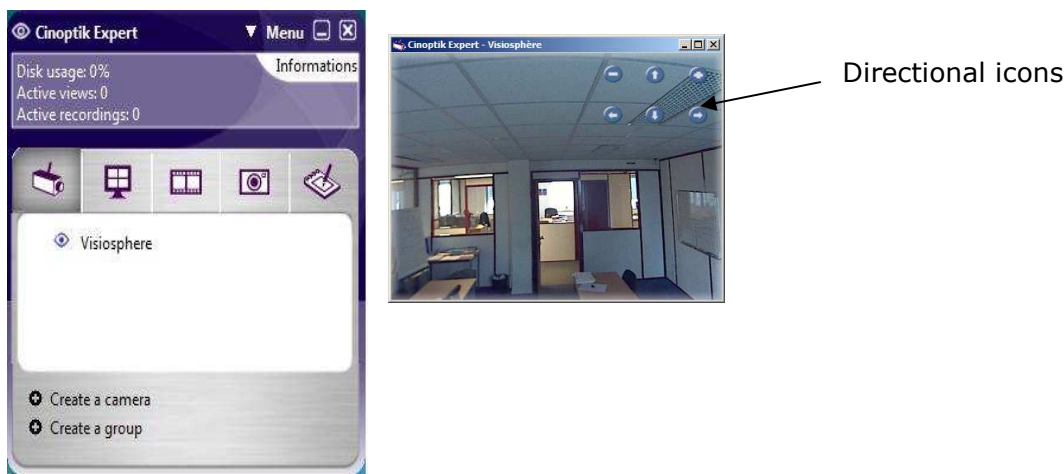 Cinoptik Expert
Menu
Informations
Disk usage: 0%
Active views: 0
Active recordings: 0
Visiosphere
Create a camera
Create a group
Cinoptik Expert - Visiosphère
Directional icons